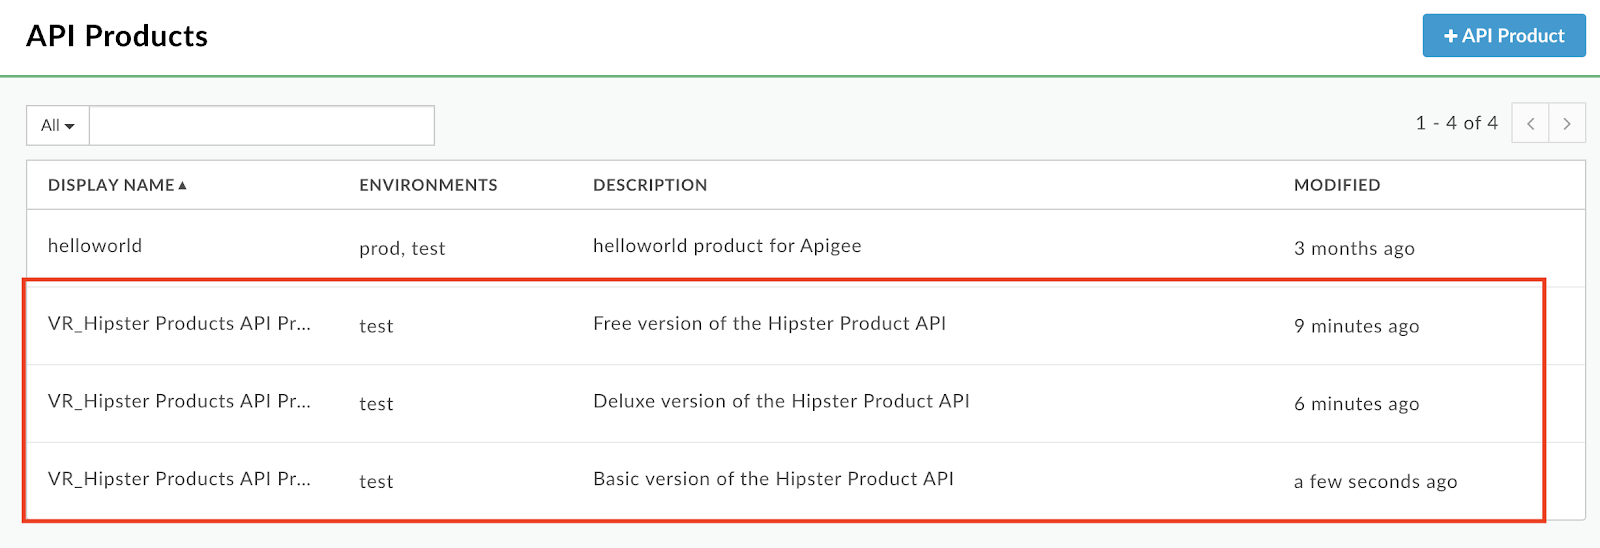 API Products
+ API Product
All
1 - 4 of 4
DISPLAY NAME ENVIRONMENTS DESCRIPTION MODIFIED
helloworld prod, test helloworld product for Apigee 3 months ago
VR_Hipster Products API Pr... test Free version of the Hipster Product API 9 minutes ago
VR_Hipster Products API Pr... test Deluxe version of the Hipster Product API 6 minutes ago
VR_Hipster Products API Pr... test Basic version of the Hipster Product API a few seconds ago